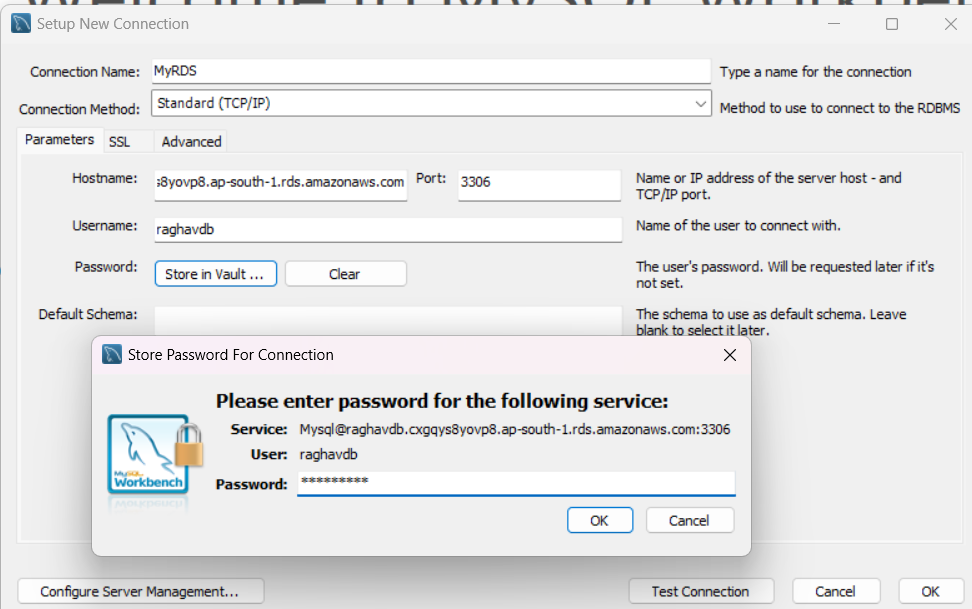 Welcome to MySQL Workben
Setup New Connection
Connection Name: MyRDS Type a name for the connection
Connection Method: Standard (TCP/IP) Method to use to connect to the RDBMS
Parameters SSL Advanced
Hostname: s8yovp8.ap-south-1.rds.amazonaws.com Port: 3306 Name or IP address of the server host - and
TCP/IP port.
Username: raghavdb Name of the user to connect with.
Password: Store in Vault ... Clear The user's password. Will be requested later if it's
not set.
Default Schema: The schema to use as default schema. Leave
blank to select it later.
Store Password For Connection
Please enter password for the following service:
Service: Mysql@raghavdb.cxgqys8yovp8.ap-south-1.rds.amazonaws.com:3306
User: raghavdb
Password: *********
MySQL
Workbench
OK Cancel
Configure Server Management... Test Connection Cancel OK